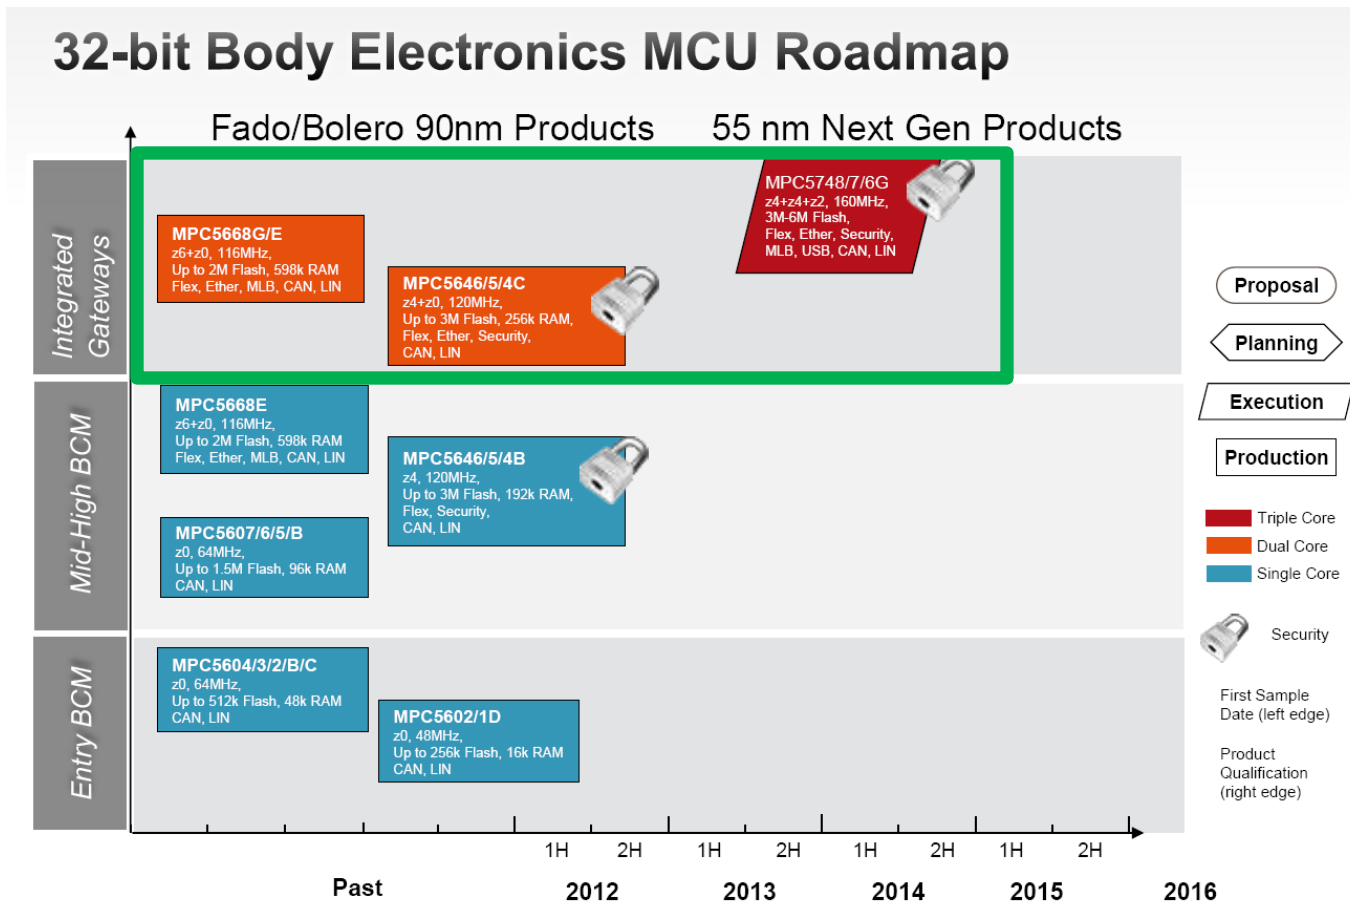 32-bit Body Electronics MCU Roadmap
Fado/Bolero 90nm Products
55 nm Next Gen Products
Integrated
Gateways
MPC5668G/E
z6+z0, 116MHz,
Up to 2M Flash, 598k RAM
Flex, Ether, MLB, CAN, LIN
MPC5646/5/4C
z4+z0, 120MHz,
Up to 3M Flash, 256k RAM,
Flex, Ether, Security,
CAN, LIN
MPC5748/7/6G
z4+z4+z2, 160MHz,
3M-6M Flash,
Flex, Ether, Security,
MLB, USB, CAN, LIN
Mid-High BCM
MPC5668E
z6+z0, 116MHz,
Up to 2M Flash, 598k RAM
Flex, Ether, MLB, CAN, LIN
MPC5646/5/4B
z4, 120MHz,
Up to 3M Flash, 192k RAM,
Flex, Security,
CAN, LIN
MPC5607/6/5/B
z0, 64MHz,
Up to 1.5M Flash, 96k RAM
CAN, LIN
Entry BCM
MPC5604/3/2/B/C
z0, 64MHz,
Up to 512k Flash, 48k RAM
CAN, LIN
MPC5602/1D
z0, 48MHz,
Up to 256k Flash, 16k RAM
CAN, LIN
Proposal
Planning
Execution
Production
Triple Core
Dual Core
Single Core
Security
First Sample
Date (left edge)
Product
Qualification
(right edge)
1H 2H 1H 2H 1H 2H 1H 2H
Past 2012 2013 2014 2015 2016